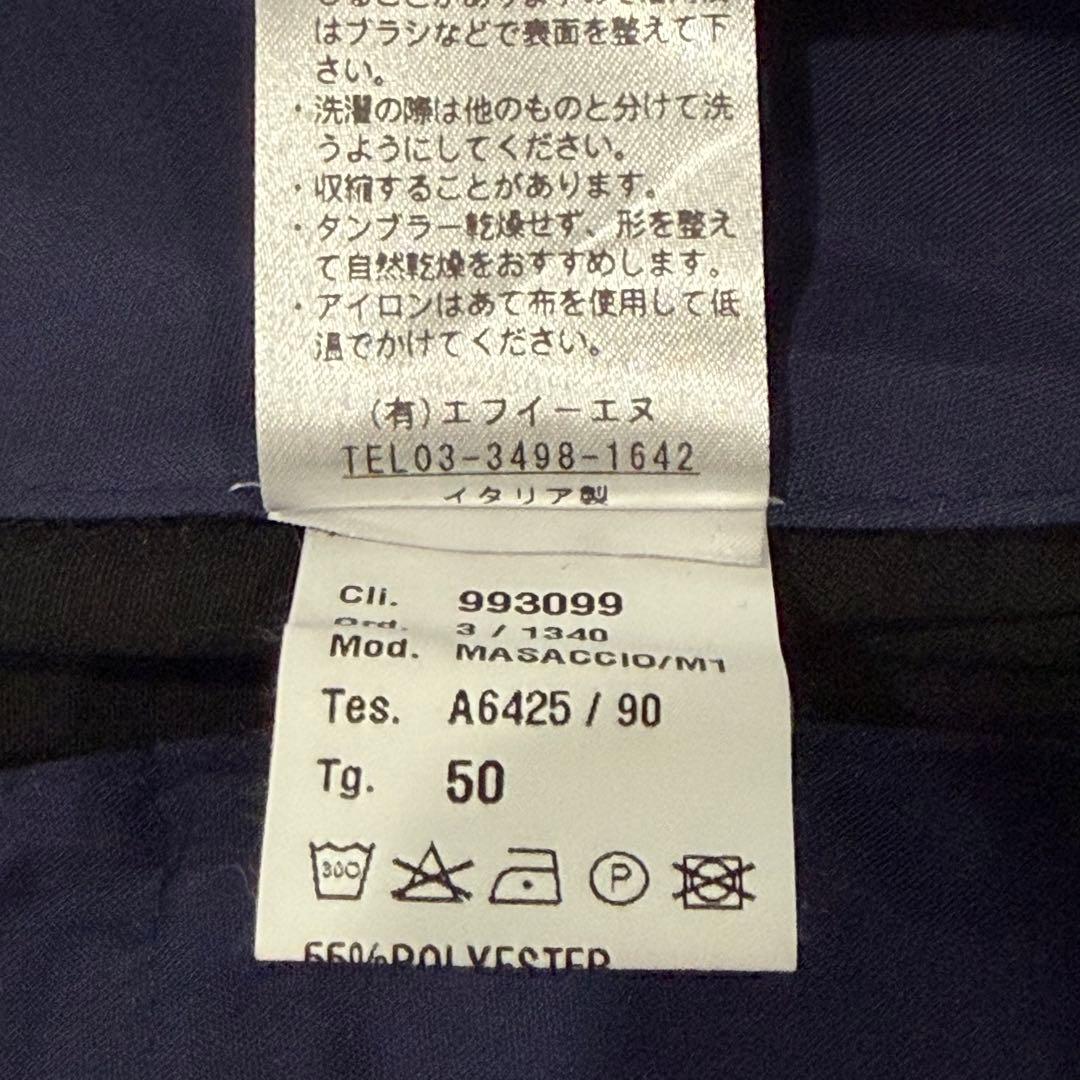 はブラシなどで表面を整えて下
さい。
・洗濯の際は他のものと分けて洗
うようにしてください。
・収縮することがあります。
・タンブラー乾燥せず、形を整え
て自然乾燥をおすすめします。
・アイロンはあて布を使用して低
温でかけてください。
(有)エフイーエヌ
TEL03-3498-1642
イタリア製
Cli. 993099
Ord. 3 / 1340
Mod. MASACCIO/M1
Tes. A6425 / 90
Tg. 50
P
POLYESTER